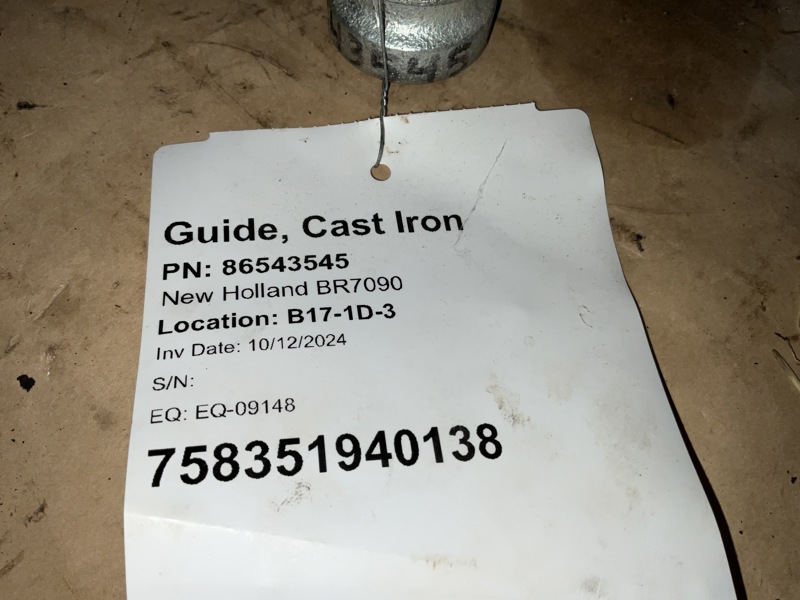 3545
Guide, Cast Iron
PN: 86543545
New Holland BR7090
Location: B17-1D-3
Inv Date: 10/12/2024
S/N:
EQ: EQ-09148
758351940138